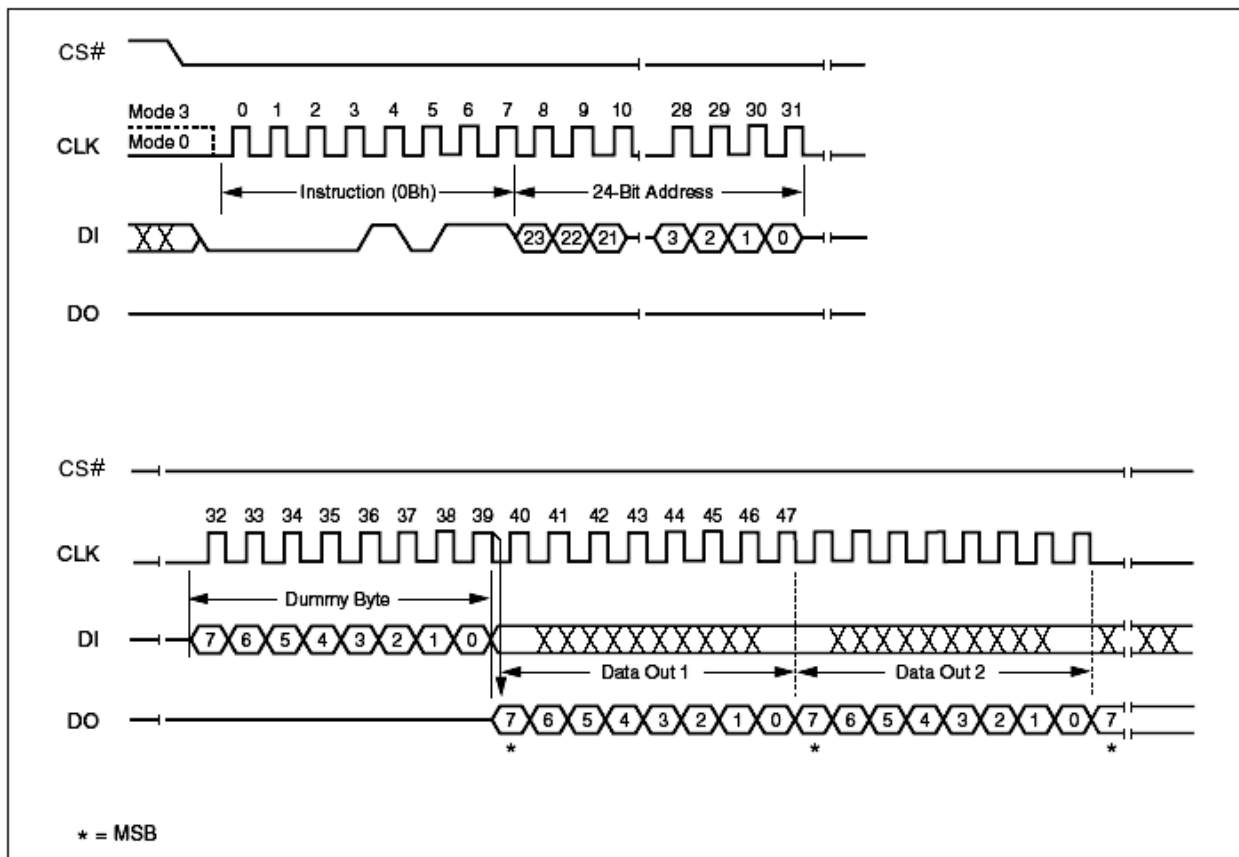 CS#
Mode 3 0 1 2 3 4 5 6 7 8 9 10 28 29 30 31
CLK Mode 0
Instruction (0Bh) 24-Bit Address
DI 23 22 21 3 2 1 0
DO
CS#
32 33 34 35 36 37 38 39 40 41 42 43 44 45 46 47
CLK
Dummy Byte
DI 7 6 5 4 3 2 1 0
Data Out 1 Data Out 2
DO 7 6 5 4 3 2 1 0 7 6 5 4 3 2 1 0 7
* * *
* = MSB